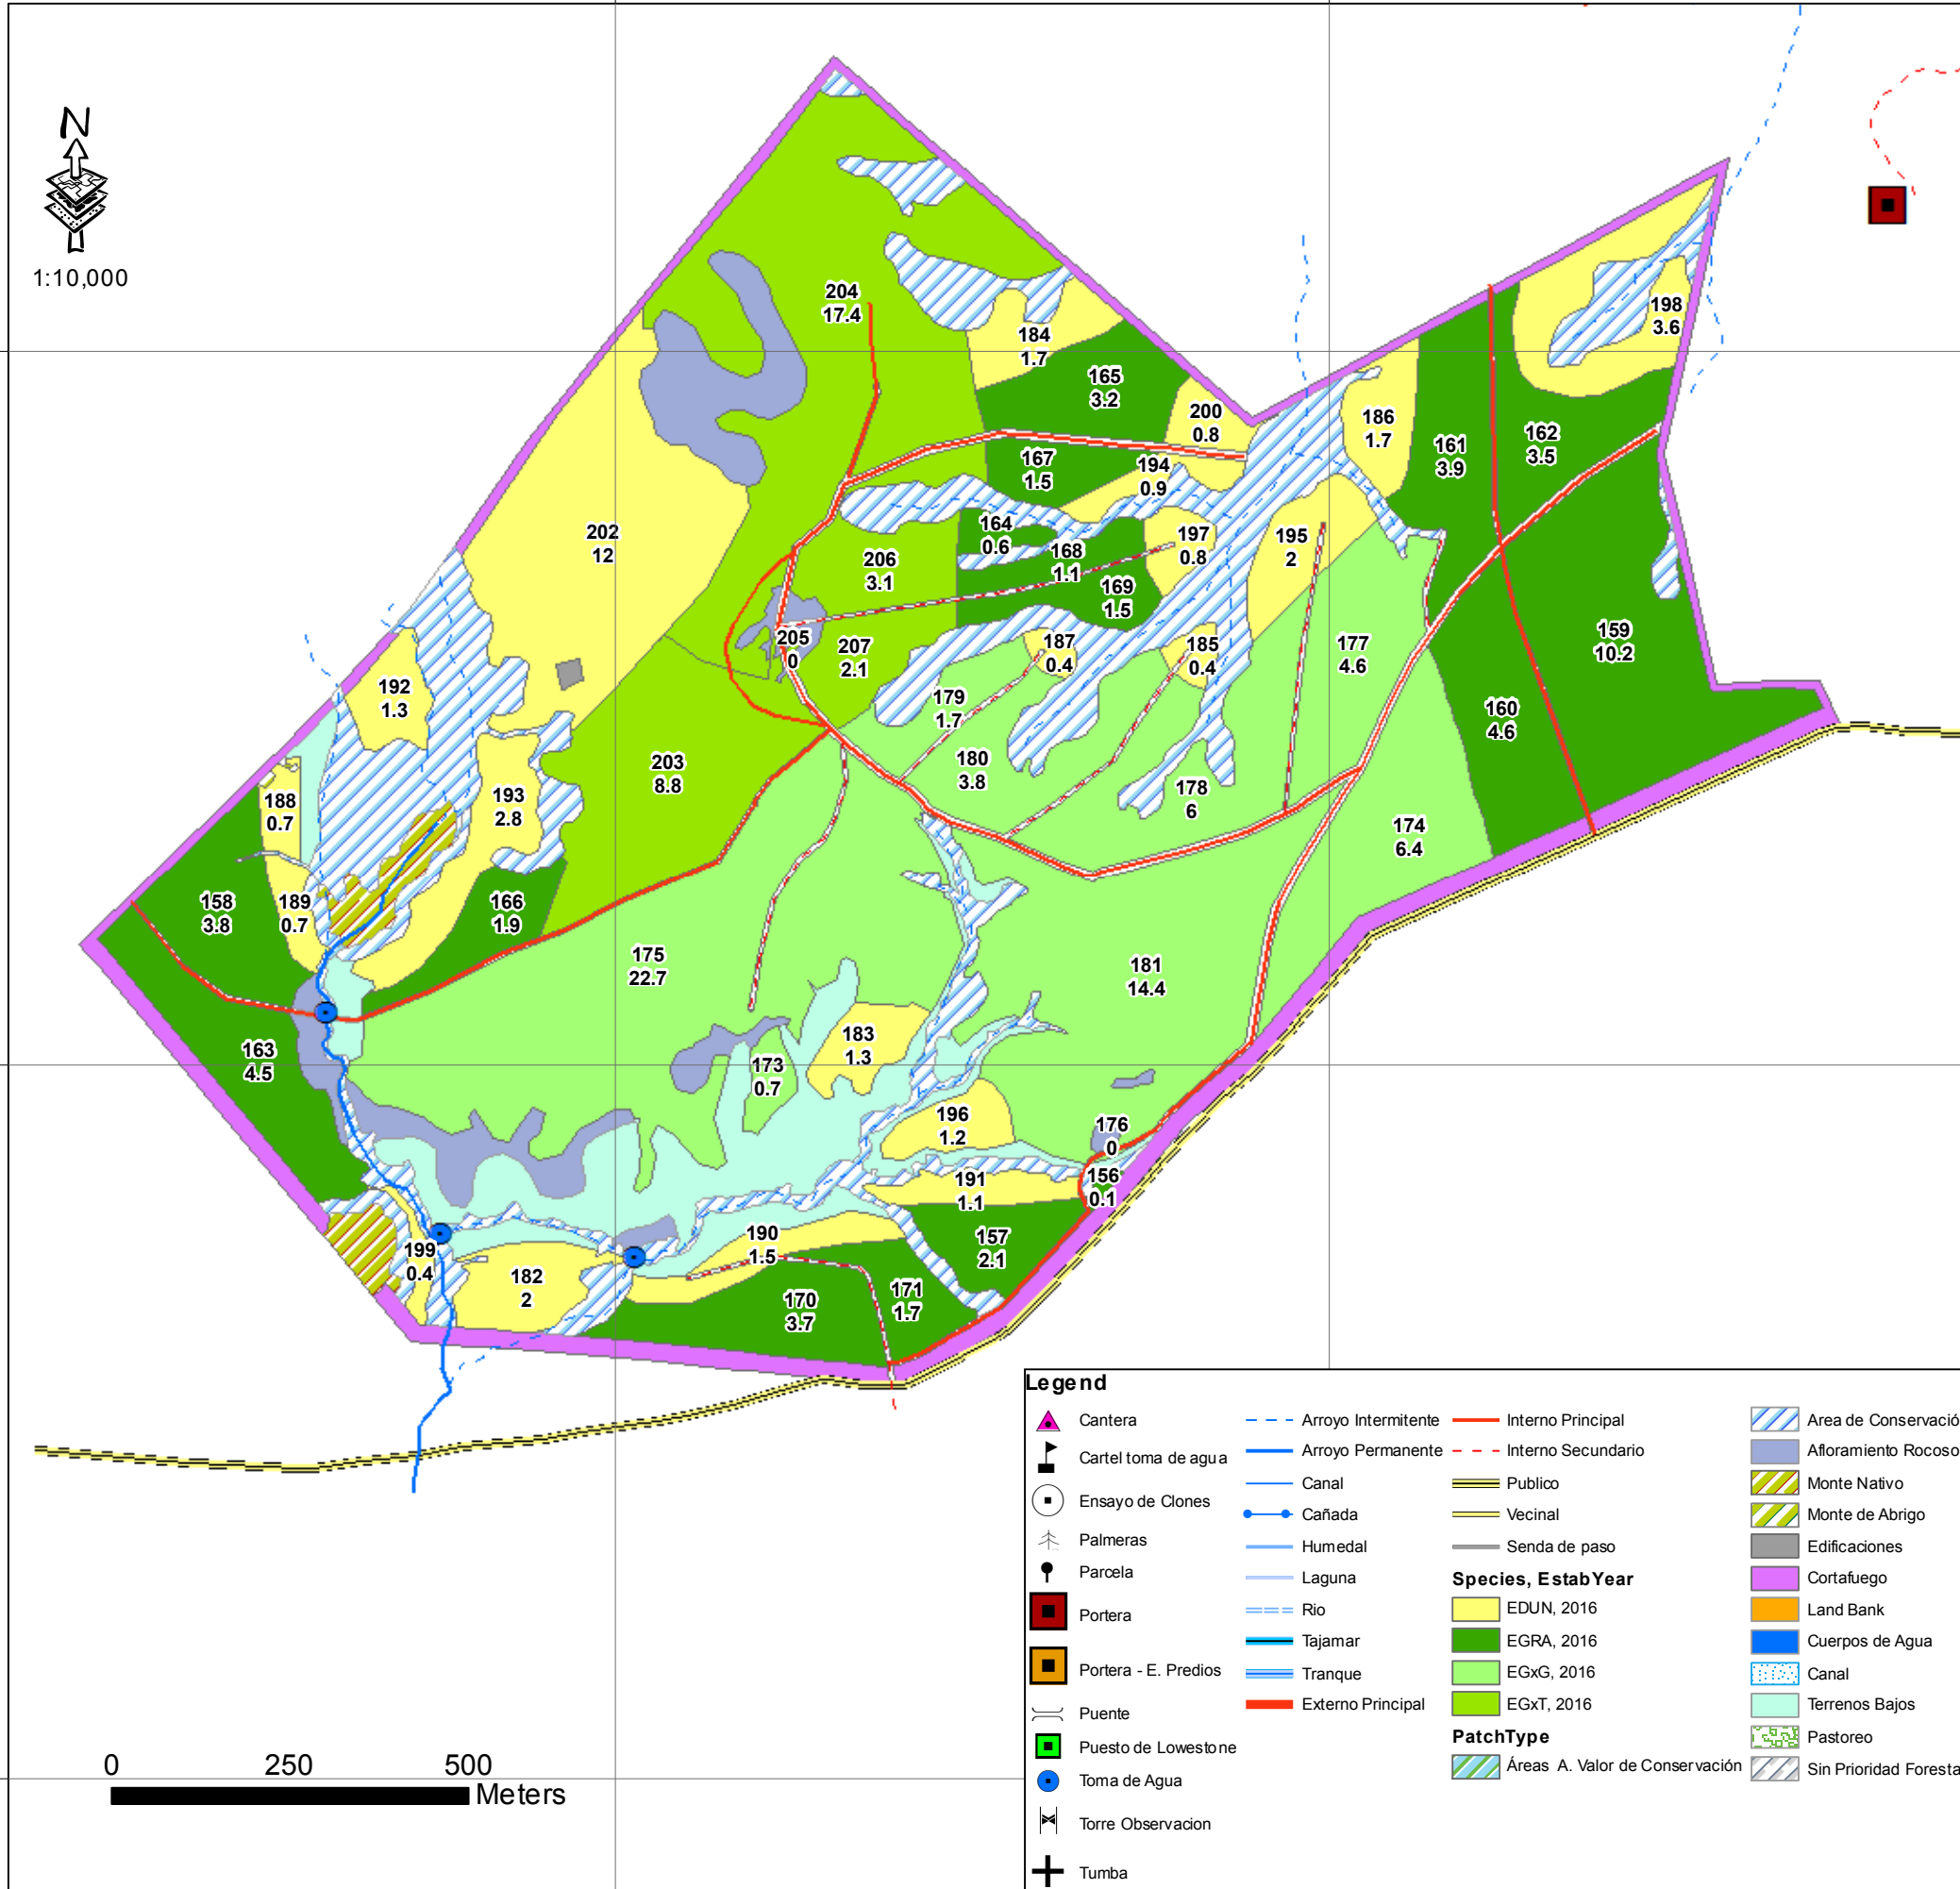 N
1:10,000
204
17.4
184
1.7
165
3.2
200
0.8
198
3.6
186
1.7
161
3.9
162
3.5
167
1.5
194
0.9
202
12
164
0.6
168
1.1
197
0.8
195
2
206
3.1
169
1.5
205
0
207
2.1
187
0.4
185
0.4
177
4.6
159
10.2
192
1.3
179
1.7
160
4.6
203
8.8
180
3.8
178
6
188
0.7
193
2.8
174
6.4
158
3.8
189
0.7
166
1.9
175
22.7
181
14.4
163
4.5
183
1.3
173
0.7
196
1.2
176
0
191
1.1
156
0.1
190
1.5
157
2.1
199
0.4
182
2
170
3.7
171
1.7
0 250 500
Meters
Legend
Cantera
Cartel toma de agua
Ensayo de Clones
Palmeras
Parcela
Portera
Portera - E. Predios
Puente
Puesto de Lowestone
Toma de Agua
Torre Observacion
Tumba
Arroyo Intermitente
Arroyo Permanente
Canal
Cañada
Humedal
Laguna
Rio
Tajamar
Tranque
Externo Principal
Interno Principal
Interno Secundario
Publico
Vecinal
Senda de paso
Species, EstabYear
EDUN, 2016
EGRA, 2016
EGxG, 2016
EGxT, 2016
PatchType
Áreas A. Valor de Conservación
Area de Conservació
Afloramiento Rocoso
Monte Nativo
Monte de Abrigo
Edificaciones
Cortafuego
Land Bank
Cuerpos de Agua
Canal
Terrenos Bajos
Pastoreo
Sin Prioridad Foresta